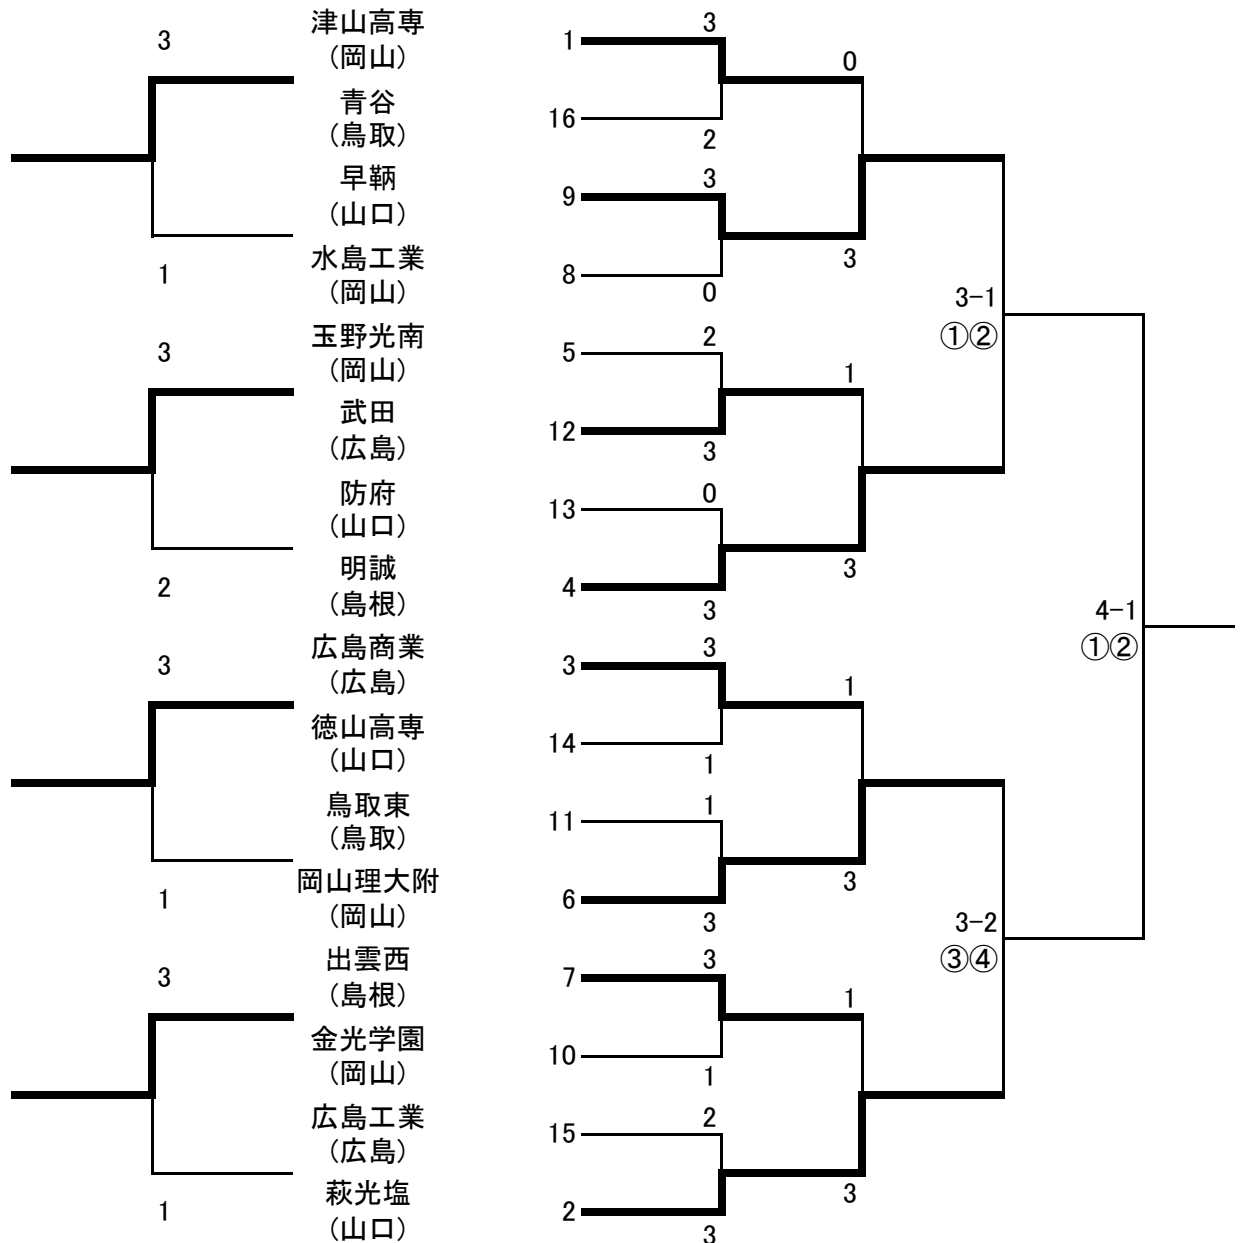 3
津山高専
(岡山)
1
3
0
青谷
(鳥取)
16
2
早鞆
(山口)
9
3
3
1
水島工業
(岡山)
8
0
3-1
①②
3
玉野光南
(岡山)
5
2
1
武田
(広島)
12
3
防府
(山口)
13
0
3
2
明誠
(島根)
4
3
4-1
①②
3
広島商業
(広島)
3
3
1
徳山高専
(山口)
14
1
鳥取東
(鳥取)
11
1
3
1
岡山理大附
(岡山)
6
3
3-2
③④
3
出雲西
(島根)
7
3
1
金光学園
(岡山)
10
1
広島工業
(広島)
15
2
3
1
萩光塩
(山口)
2
3